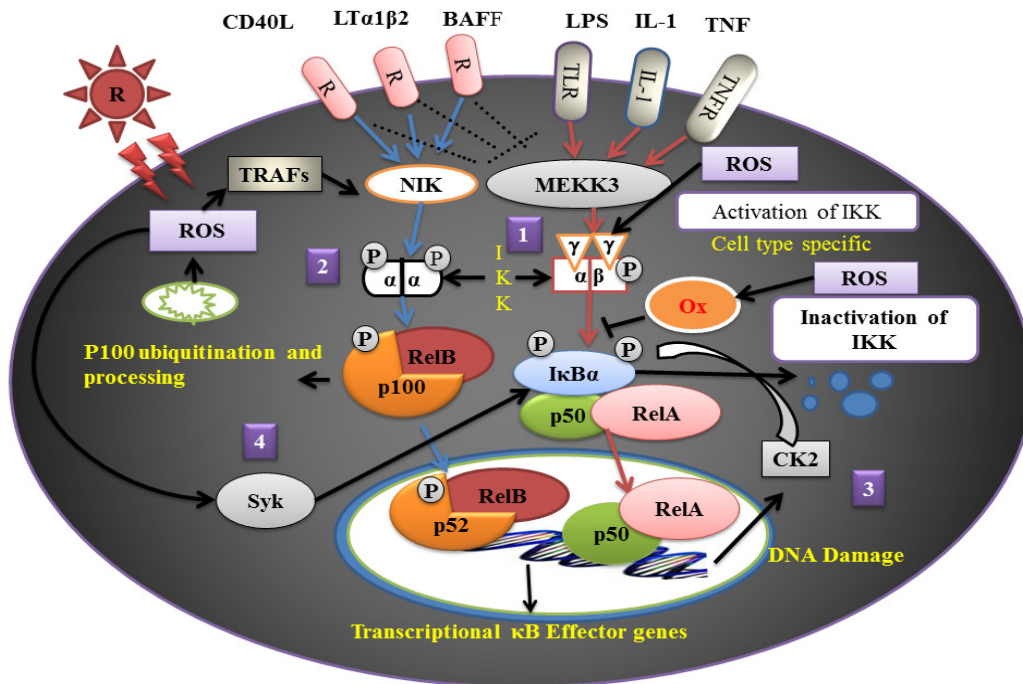 CD40L
LTα1β2
BAFF
LPS
IL-1
TNF
R
R
R
R
TLR
IL-1
TNFR
TRAFs
NIK
MEKK3
ROS
ROS
Activation of IKK
Cell type specific
1
2
P
P
α
α
I
K
K
γ
γ
α
β
P
ROS
Ox
Inactivation of
IKK
P100 ubiquitination and
processing
P
RelB
p100
P
P
IκBα
p50
RelA
4
Syk
CK2
3
P
RelB
p52
RelA
p50
DNA Damage
Transcriptional κB Effector genes